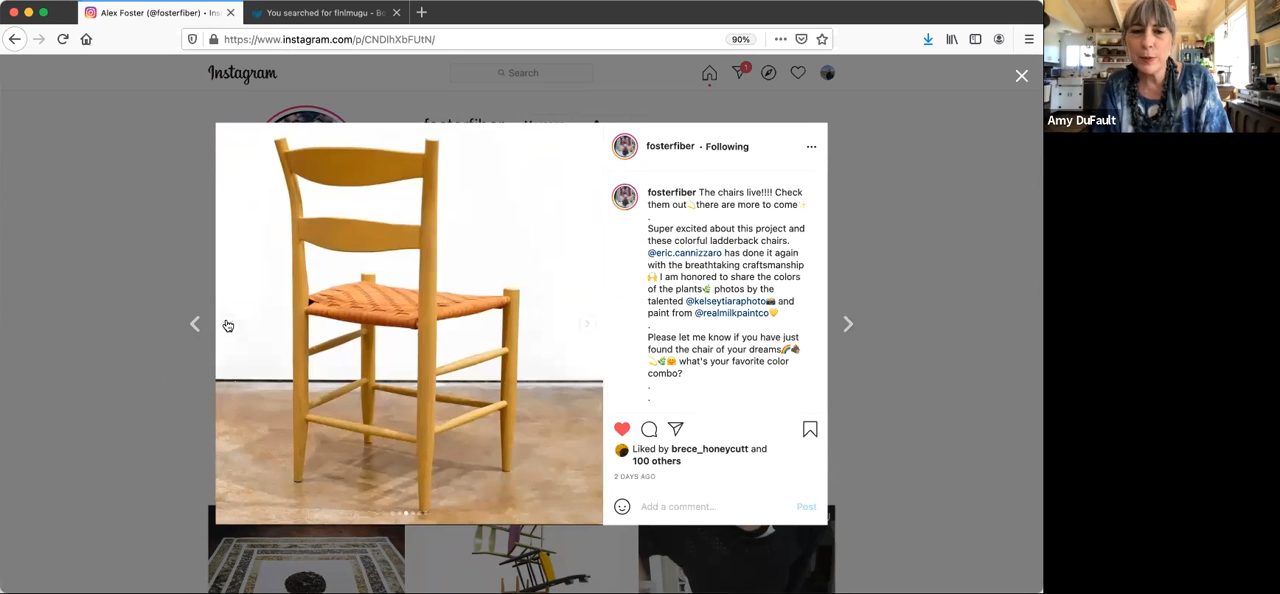 Alex Foster (@fosterfiber) • Ins
You searched for finlmugu - Bo
https://www.instagram.com/p/CNDlhXbFUtN/
90%
Instagram
Search
1
fosterfiber • Following
fosterfiber The chairs live!!!! Check
them out💫there are more to come✨
.
Super excited about this project and
these colorful ladderback chairs.
@eric.cannizzaro has done it again
with the breathtaking craftsmanship
🙌 I am honored to share the colors
of the plants🌿 photos by the
talented @kelseytiaraphoto📸 and
paint from @realmilkpaintco💛
.
Please let me know if you have just
found the chair of your dreams🌈
💫🌿🤗 what's your favorite color
combo?
.
.
Liked by brece_honeycutt and
100 others
2 DAYS AGO
Add a comment...
Post
Amy DuFault